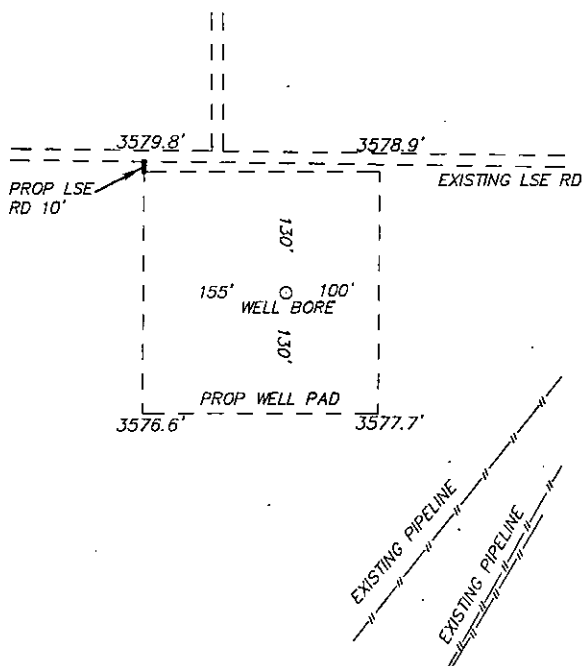 3579.8'
3578.9'
EXISTING LSE RD
PROP LSE
RD 10'
130'
155'
100'
WELL BORE
130'
PROP WELL PAD
3576.6'
3577.7'
EXISTING PIPELINE
EXISTING PIPELINE